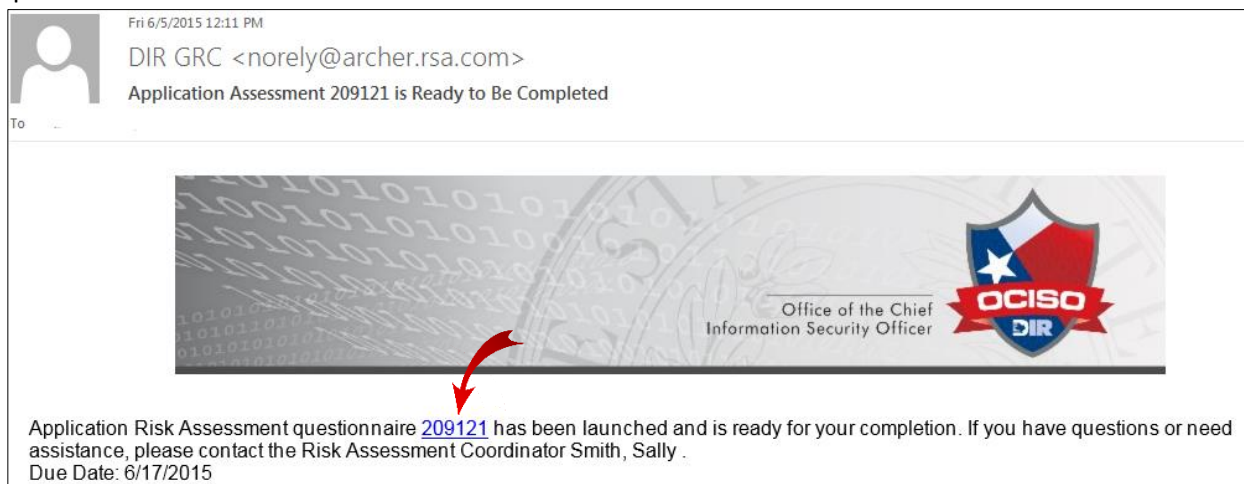 Fri 6/5/2015 12:11 PM
DIR GRC <norely@archer.rsa.com>
Application Assessment 209121 is Ready to Be Completed
To
Office of the Chief
Information Security Officer
OCISO
DIR
Application Risk Assessment questionnaire 209121 has been launched and is ready for your completion. If you have questions or need
assistance, please contact the Risk Assessment Coordinator Smith, Sally .
Due Date: 6/17/2015